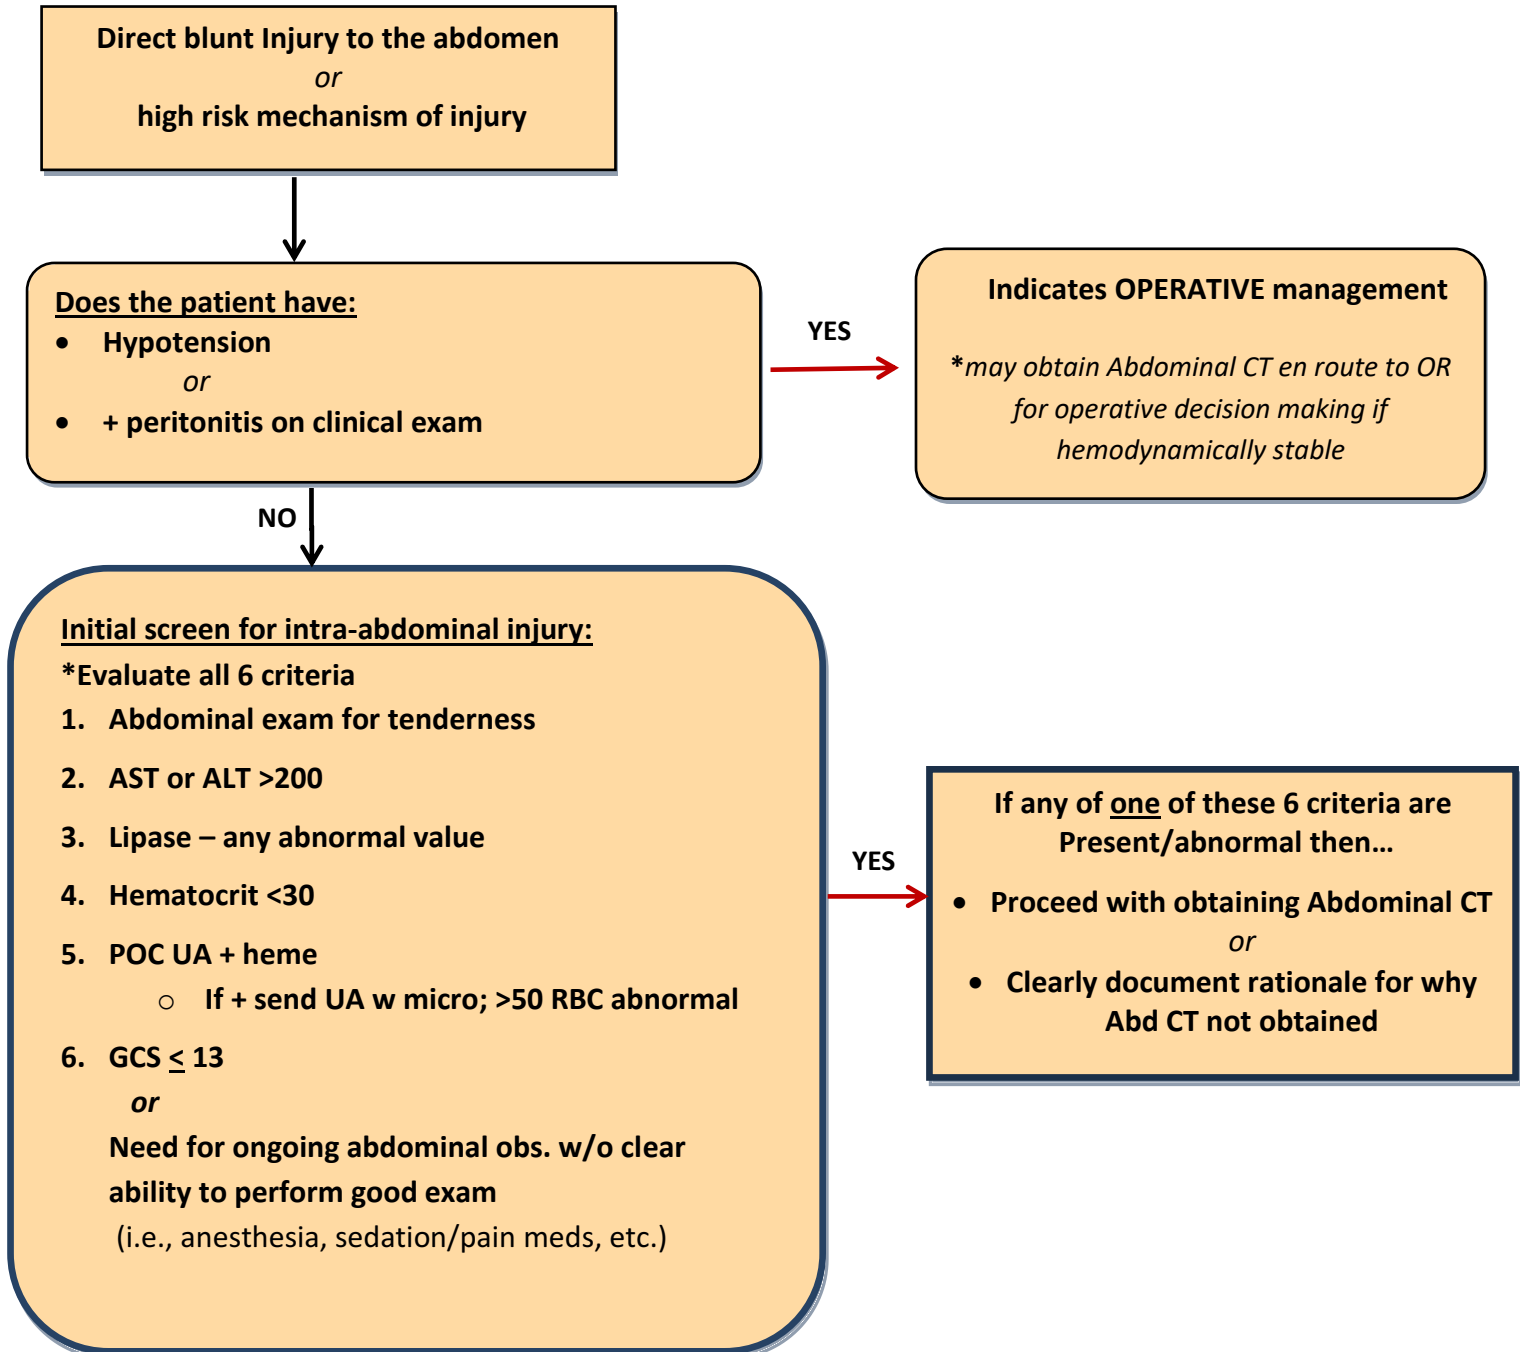 Direct blunt Injury to the abdomen
or
high risk mechanism of injury
Does the patient have:
• Hypotension
or
• + peritonitis on clinical exam
YES
Indicates OPERATIVE management
*may obtain Abdominal CT en route to OR
for operative decision making if
hemodynamically stable
NO
Initial screen for intra-abdominal injury:
*Evaluate all 6 criteria
1. Abdominal exam for tenderness
2. AST or ALT >200
3. Lipase – any abnormal value
4. Hematocrit <30
5. POC UA + heme
o If + send UA w micro; >50 RBC abnormal
6. GCS < 13
or
Need for ongoing abdominal obs. w/o clear
ability to perform good exam
(i.e., anesthesia, sedation/pain meds, etc.)
YES
If any of one of these 6 criteria are
Present/abnormal then…
• Proceed with obtaining Abdominal CT
or
• Clearly document rationale for why
Abd CT not obtained